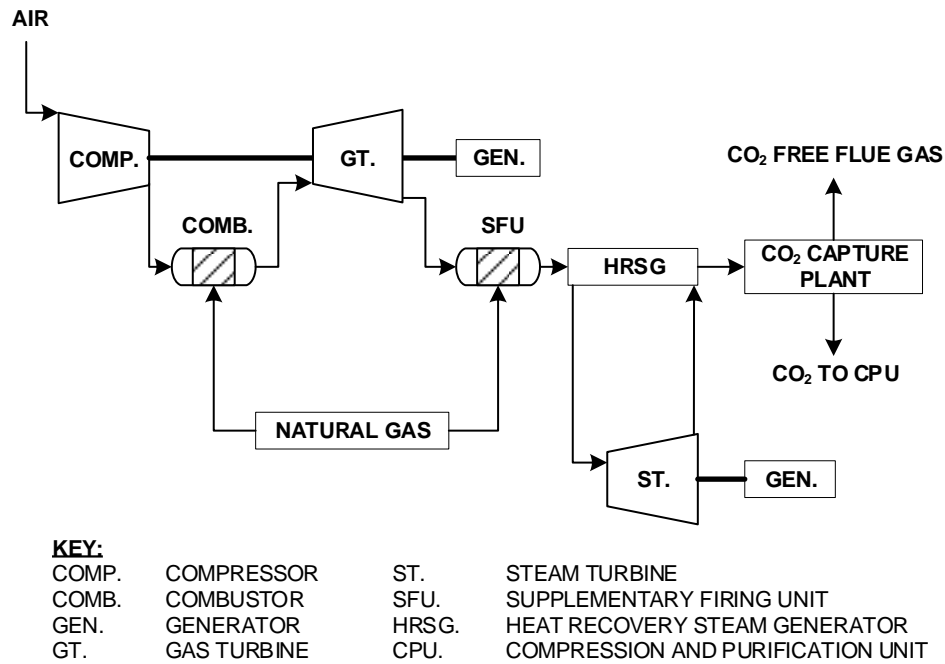 AIR
COMP.
GT.
GEN.
CO₂ FREE FLUE GAS
COMB.
SFU
HRSG
CO₂ CAPTURE
PLANT
CO₂ TO CPU
NATURAL GAS
ST.
GEN.
KEY:
COMP. COMPRESSOR ST. STEAM TURBINE
COMB. COMBUSTOR SFU. SUPPLEMENTARY FIRING UNIT
GEN. GENERATOR HRSG. HEAT RECOVERY STEAM GENERATOR
GT. GAS TURBINE CPU. COMPRESSION AND PURIFICATION UNIT